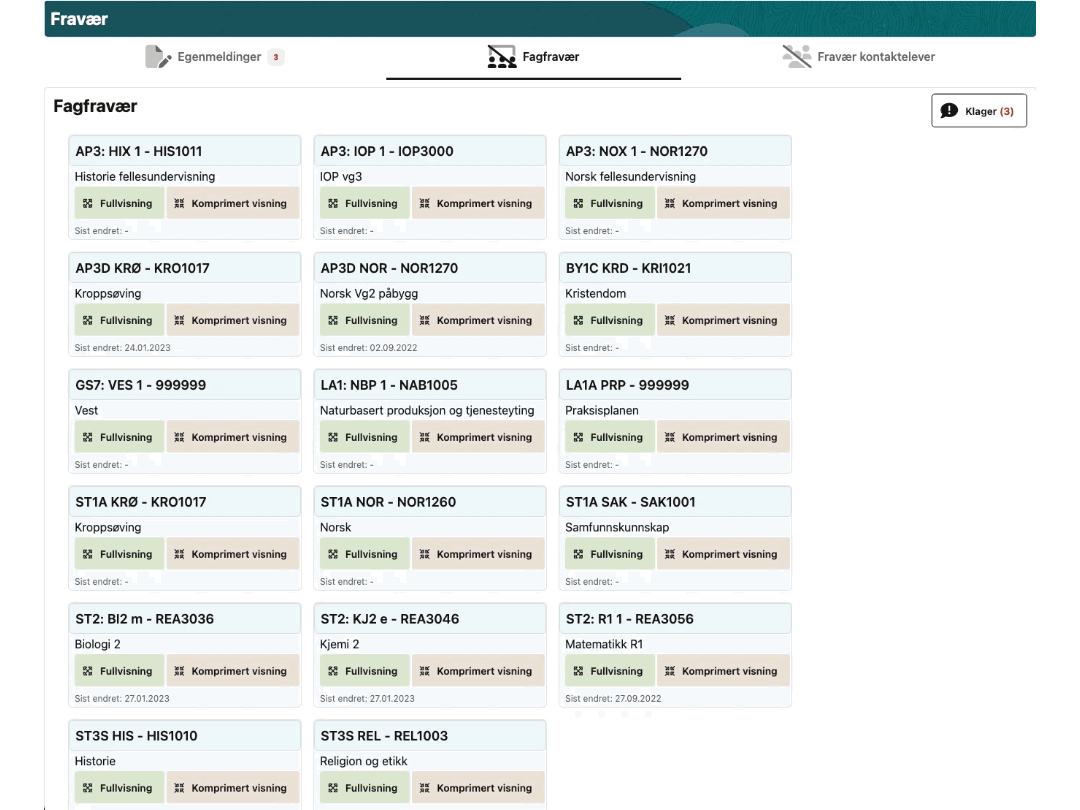 Fravær
Egenmeldinger 3
Fagfravær
Fravær kontaktelever
Fagfravær
Klager (3)
AP3: HIX 1 - HIS1011
Historie fellesundervisning
Fullvisning Komprimert visning
Sist endret: -
AP3: IOP 1 - IOP3000
IOP vg3
Fullvisning Komprimert visning
Sist endret: -
AP3: NOX 1 - NOR1270
Norsk fellesundervisning
Fullvisning Komprimert visning
Sist endret: -
AP3D KRØ - KRO1017
Kroppsøving
Fullvisning Komprimert visning
Sist endret: 24.01.2023
AP3D NOR - NOR1270
Norsk Vg2 påbygg
Fullvisning Komprimert visning
Sist endret: 02.09.2022
BY1C KRD - KRI1021
Kristendom
Fullvisning Komprimert visning
Sist endret: -
GS7: VES 1 - 999999
Vest
Fullvisning Komprimert visning
Sist endret: -
LA1: NBP 1 - NAB1005
Naturbasert produksjon og tjenesteyting
Fullvisning Komprimert visning
Sist endret: -
LA1A PRP - 999999
Praksisplanen
Fullvisning Komprimert visning
Sist endret: -
ST1A KRØ - KRO1017
Kroppsøving
Fullvisning Komprimert visning
Sist endret: -
ST1A NOR - NOR1260
Norsk
Fullvisning Komprimert visning
Sist endret: -
ST1A SAK - SAK1001
Samfunnskunnskap
Fullvisning Komprimert visning
Sist endret: -
ST2: BI2 m - REA3036
Biologi 2
Fullvisning Komprimert visning
Sist endret: 27.01.2023
ST2: KJ2 e - REA3046
Kjemi 2
Fullvisning Komprimert visning
Sist endret: 27.01.2023
ST2: R1 1 - REA3056
Matematikk R1
Fullvisning Komprimert visning
Sist endret: 27.09.2022
ST3S HIS - HIS1010
Historie
Fullvisning Komprimert visning
ST3S REL - REL1003
Religion og etikk
Fullvisning Komprimert visning